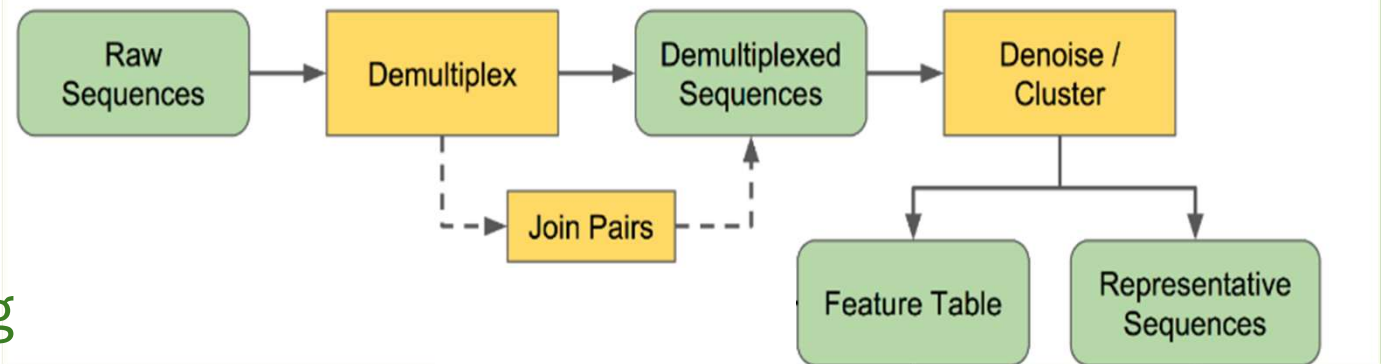 Raw
Sequences
Demultiplex
Demultiplexed
Sequences
Denoise /
Cluster
Join Pairs
Feature Table
Representative
Sequences
g